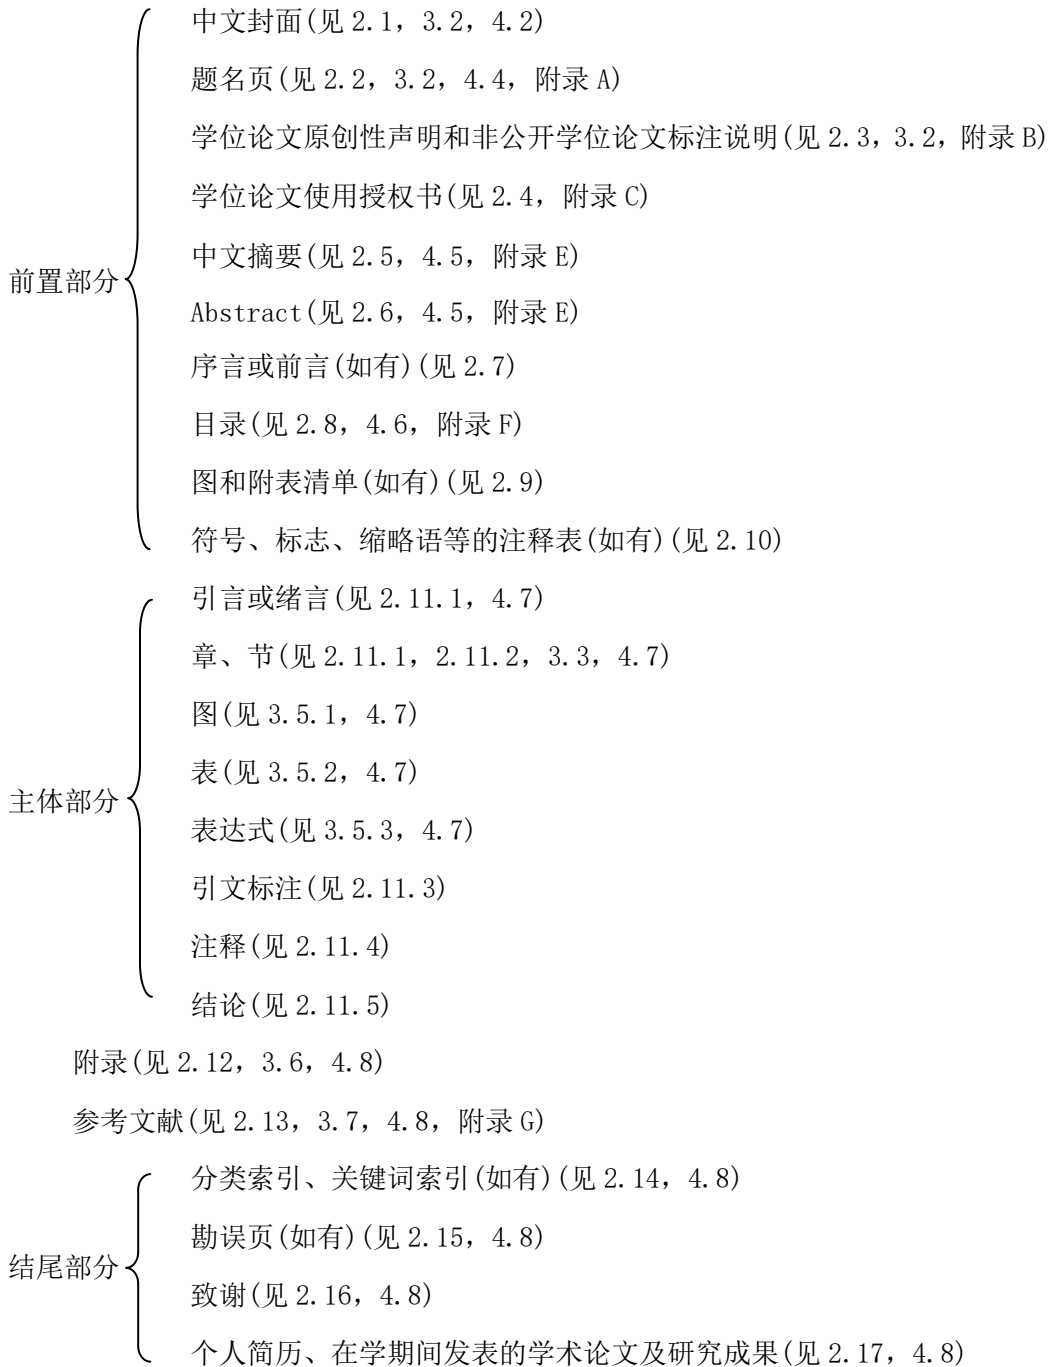 中文封面(见 2.1，3.2，4.2)
题名页(见 2.2，3.2，4.4，附录 A)
学位论文原创性声明和非公开学位论文标注说明(见 2.3，3.2，附录 B)
学位论文使用授权书(见 2.4，附录 C)
中文摘要(见 2.5，4.5，附录 E)
前置部分
Abstract(见 2.6，4.5，附录 E)
序言或前言(如有)(见 2.7)
目录(见 2.8，4.6，附录 F)
图和附表清单(如有)(见 2.9)
符号、标志、缩略语等的注释表(如有)(见 2.10)
引言或绪言(见 2.11.1，4.7)
章、节(见 2.11.1，2.11.2，3.3，4.7)
图(见 3.5.1，4.7)
表(见 3.5.2，4.7)
主体部分
表达式(见 3.5.3，4.7)
引文标注(见 2.11.3)
注释(见 2.11.4)
结论(见 2.11.5)
附录(见 2.12，3.6，4.8)
参考文献(见 2.13，3.7，4.8，附录 G)
分类索引、关键词索引(如有)(见 2.14，4.8)
勘误页(如有)(见 2.15，4.8)
结尾部分
致谢(见 2.16，4.8)
个人简历、在学期间发表的学术论文及研究成果(见 2.17，4.8)